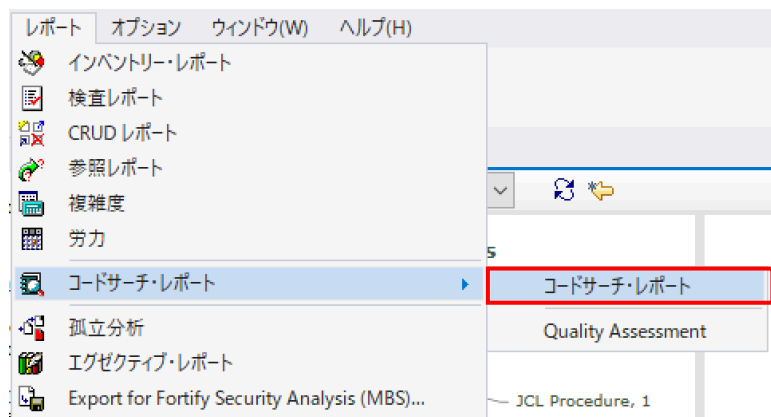 レポート オプション ウィンドウ(W) ヘルプ(H)
インベントリー・レポート
検査レポート
CRUD レポート
参照レポート
複雑度
労力
コードサーチ・レポート
コードサーチ・レポート
Quality Assessment
孤立分析
エグゼクティブ・レポート
Export for Fortify Security Analysis (MBS)...
JCL Procedure, 1